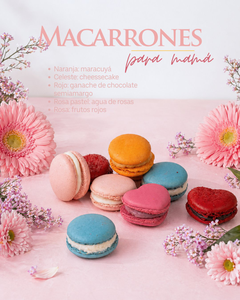 MACARRONES
para mamá
• Naranja: maracuyá
• Celeste: cheesecake
• Rojo: ganache de chocolate
semiamargo
• Rosa pastel: agua de rosas
• Rosa: frutos rojos